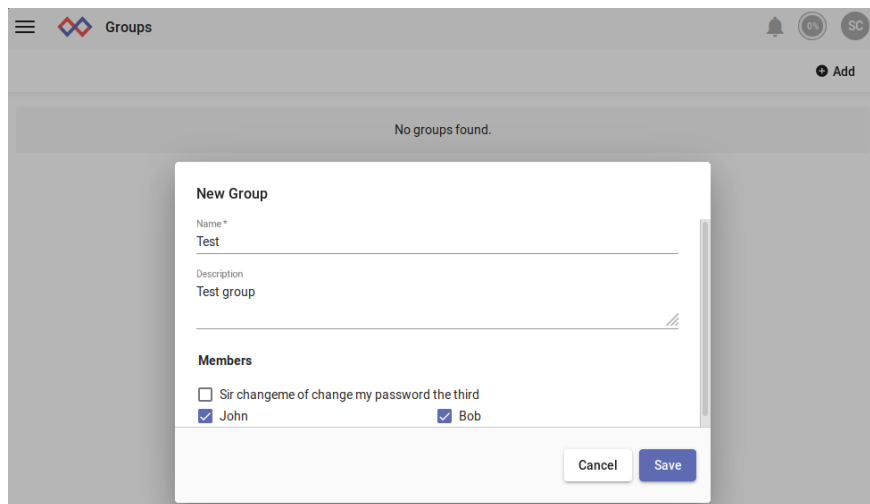 Groups
0%
SC
Add
No groups found.
New Group
Name *
Test
Description
Test group
Members
Sir changeme of change my password the third
John Bob
Cancel Save